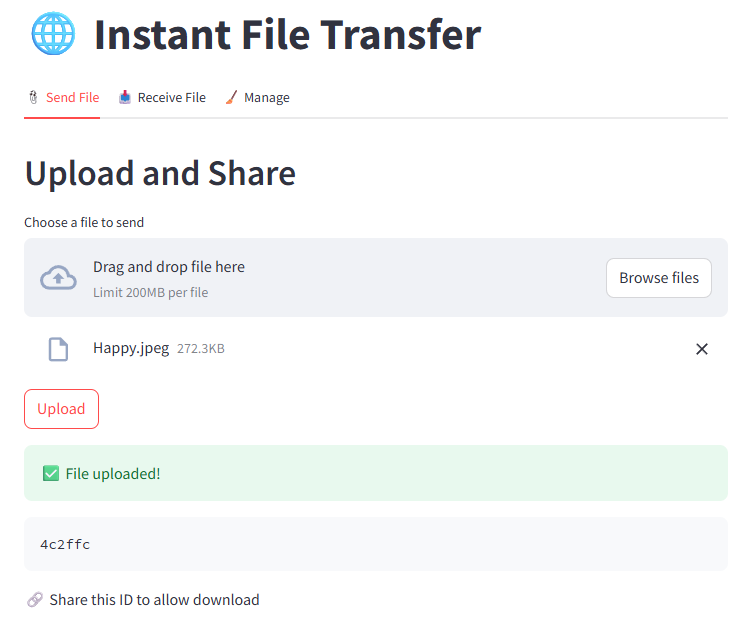 Instant File Transfer
Send File Receive File Manage
Upload and Share
Choose a file to send
Drag and drop file here
Limit 200MB per file
Browse files
Happy.jpeg 272.3KB
Upload
File uploaded!
4c2ffc
Share this ID to allow download